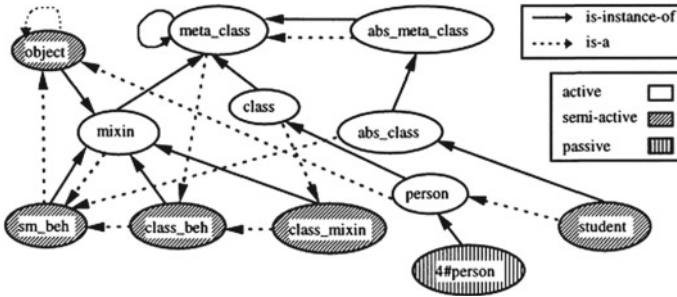 meta_class
abs_meta_class
is-instance-of
is-a
object
class
active
mixin
abs_class
semi-active
passive
person
sm_beh
class_beh
class_mixin
student
4#person